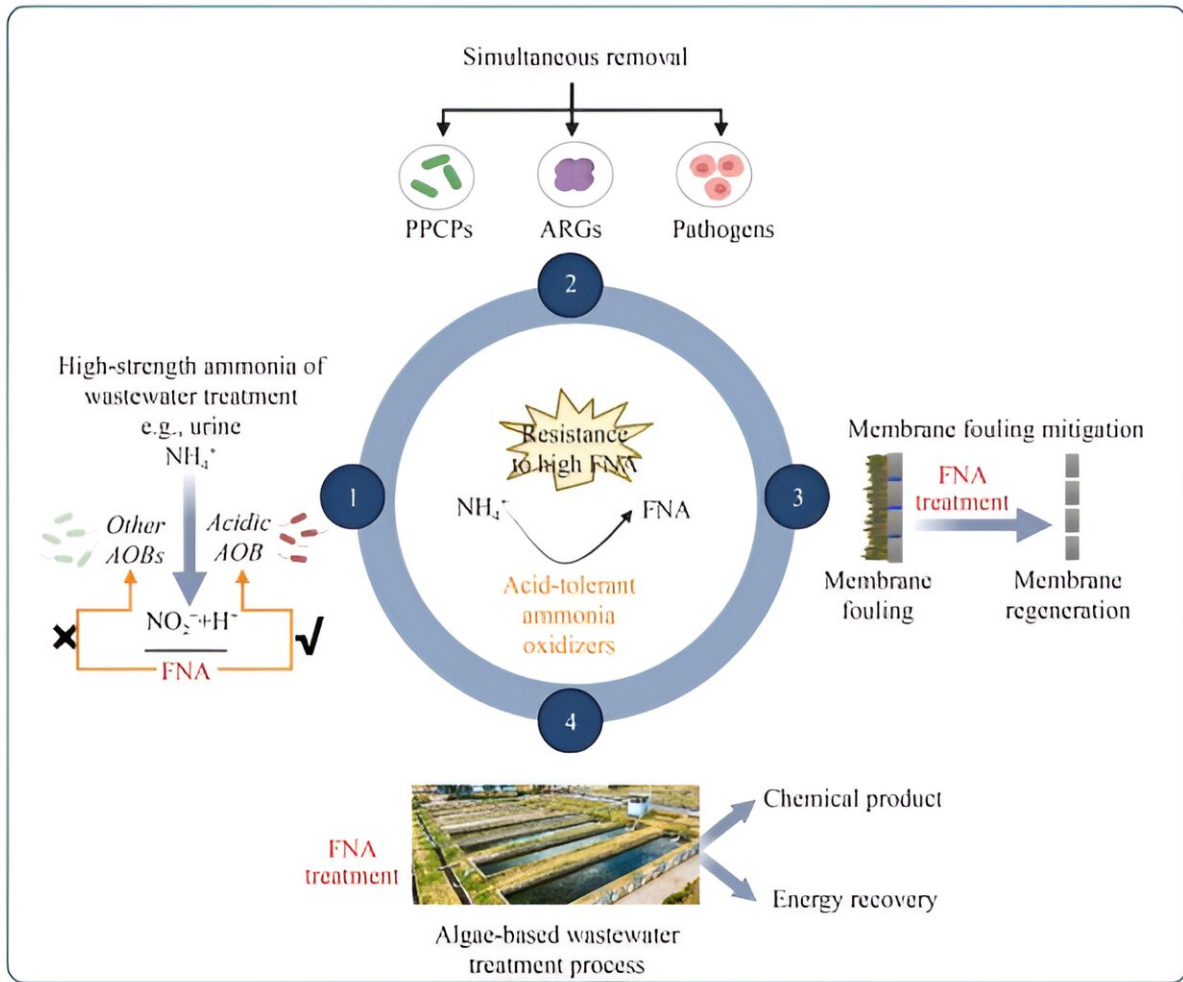 Simultaneous removal
PPCPs
ARGs
Pathogens
2
High-strength ammonia of
wastewater treatment
e.g., urine
NH₄⁺
Other
AOBs
Acidic
AOB
NO₂⁻+H⁺
FNA
1
Resistance
to high FNA
NH₄⁺
FNA
Acid-tolerant
ammonia
oxidizers
3
Membrane fouling mitigation
FNA
treatment
Membrane
fouling
Membrane
regeneration
4
FNA
treatment
Chemical product
Energy recovery
Algae-based wastewater
treatment process